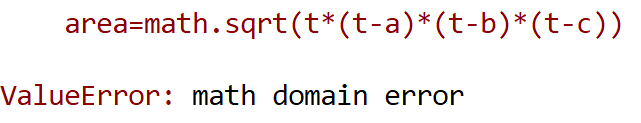 area=math.sqrt(t*(t-a)*(t-b)*(t-c))
ValueError: math domain error